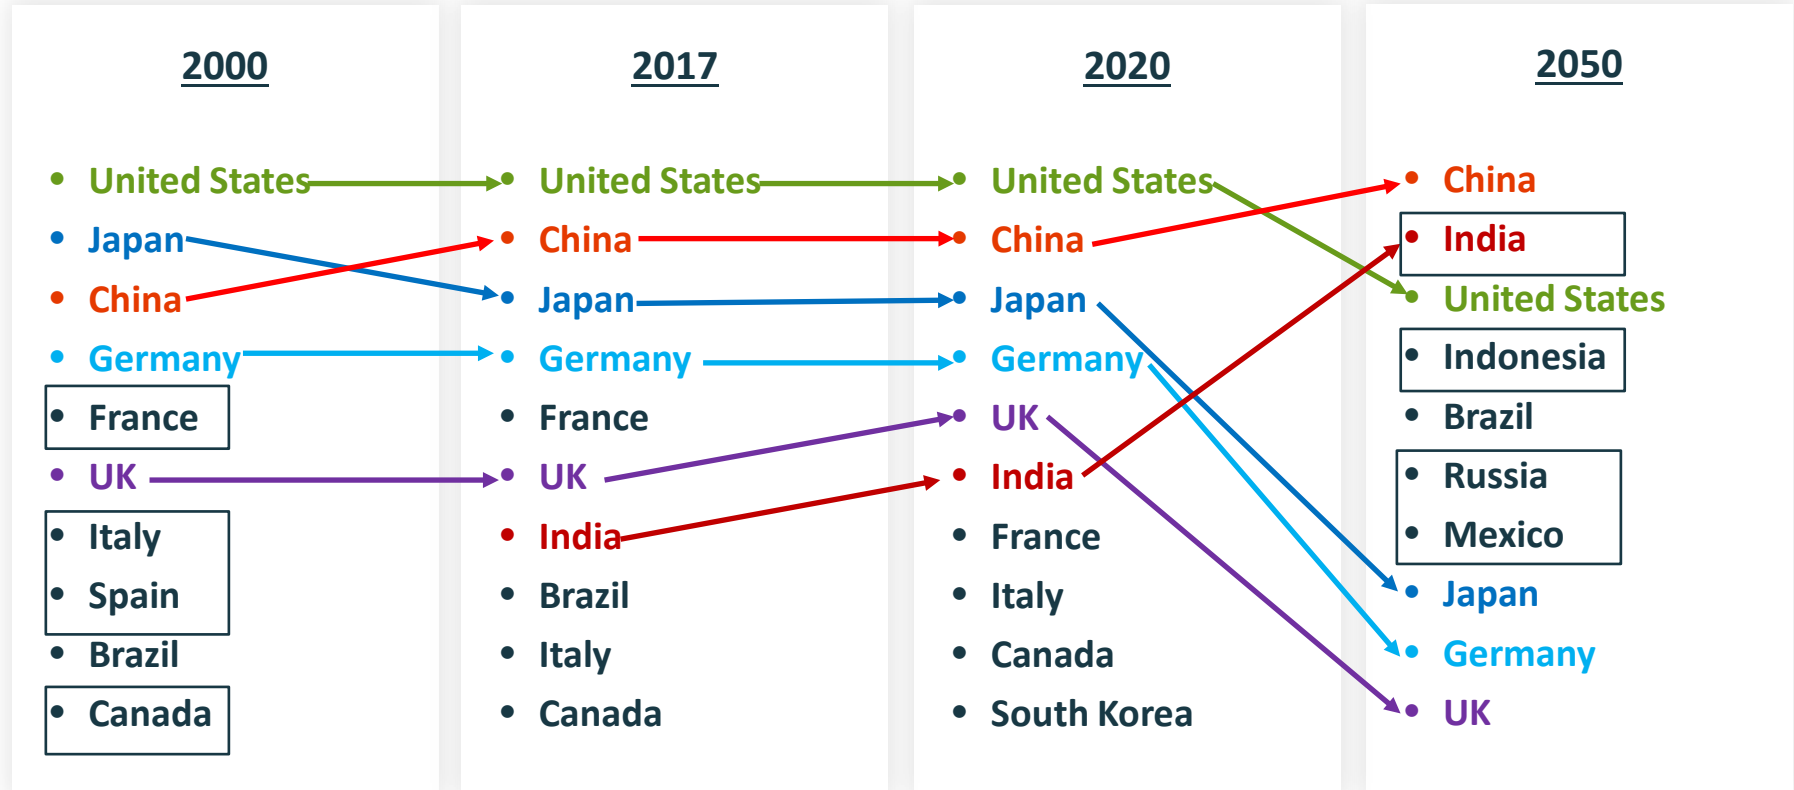 2000
• United States
• Japan
• China
• Germany
• France
• UK
• Italy
• Spain
• Brazil
• Canada
2017
• United States
• China
• Japan
• Germany
• France
• UK
• India
• Brazil
• Italy
• Canada
2020
• United States
• China
• Japan
• Germany
• UK
• India
• France
• Italy
• Canada
• South Korea
2050
• China
• India
• United States
• Indonesia
• Brazil
• Russia
• Mexico
• Japan
• Germany
• UK